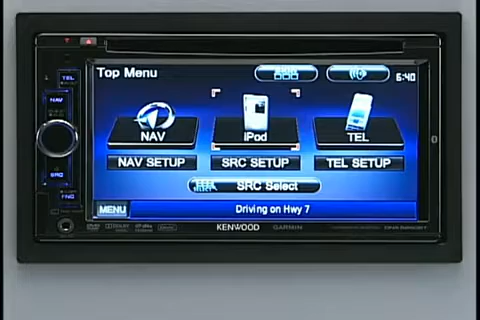 Top Menu
6:40
TEL
NAV
NAV
iPod
TEL
NAV SETUP
SRC SETUP
TEL SETUP
SRC
SRC Select
FNC
MENU
Driving on Hwy 7
KENWOOD
GARMIN